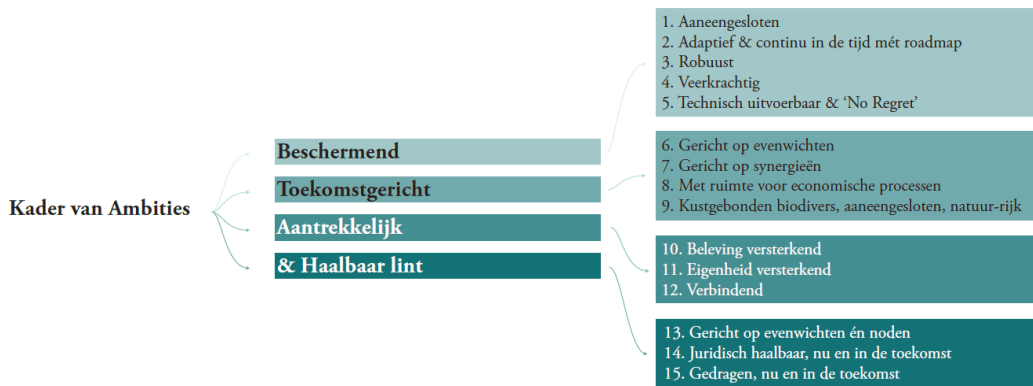 Kader van Ambities
Beschermend
Toekomstgericht
Aantrekkelijk
& Haalbaar lint
1. Aaneengesloten
2. Adaptief & continu in de tijd mét roadmap
3. Robuust
4. Veerkrachtig
5. Technisch uitvoerbaar & ‘No Regret’
6. Gericht op evenwichten
7. Gericht op synergieën
8. Met ruimte voor economische processen
9. Kustgebonden biodivers, aaneengesloten, natuur-rijk
10. Beleving versterkend
11. Eigenheid versterkend
12. Verbindend
13. Gericht op evenwichten én noden
14. Juridisch haalbaar, nu en in de toekomst
15. Gedragen, nu en in de toekomst